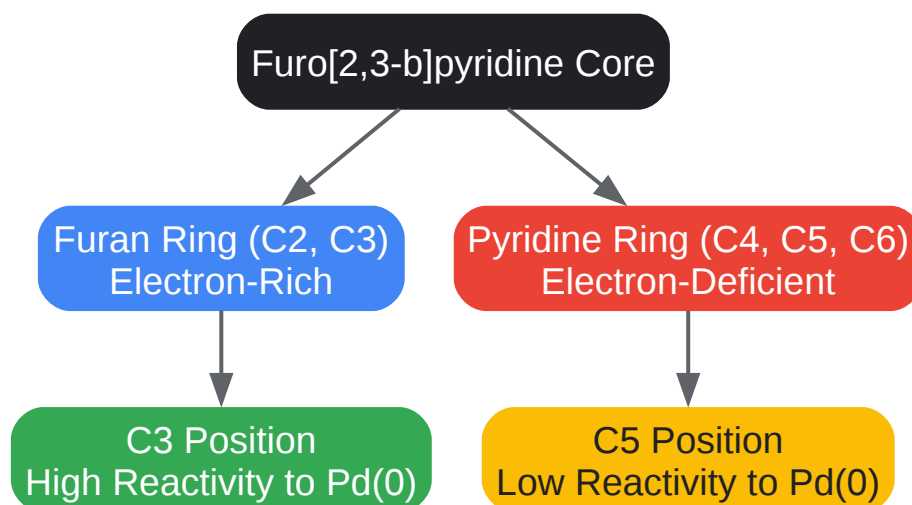 Furo[2,3-b]pyridine Core
Furan Ring (C2, C3)
Electron-Rich
Pyridine Ring (C4, C5, C6)
Electron-Deficient
C3 Position
High Reactivity to Pd(0)
C5 Position
Low Reactivity to Pd(0)